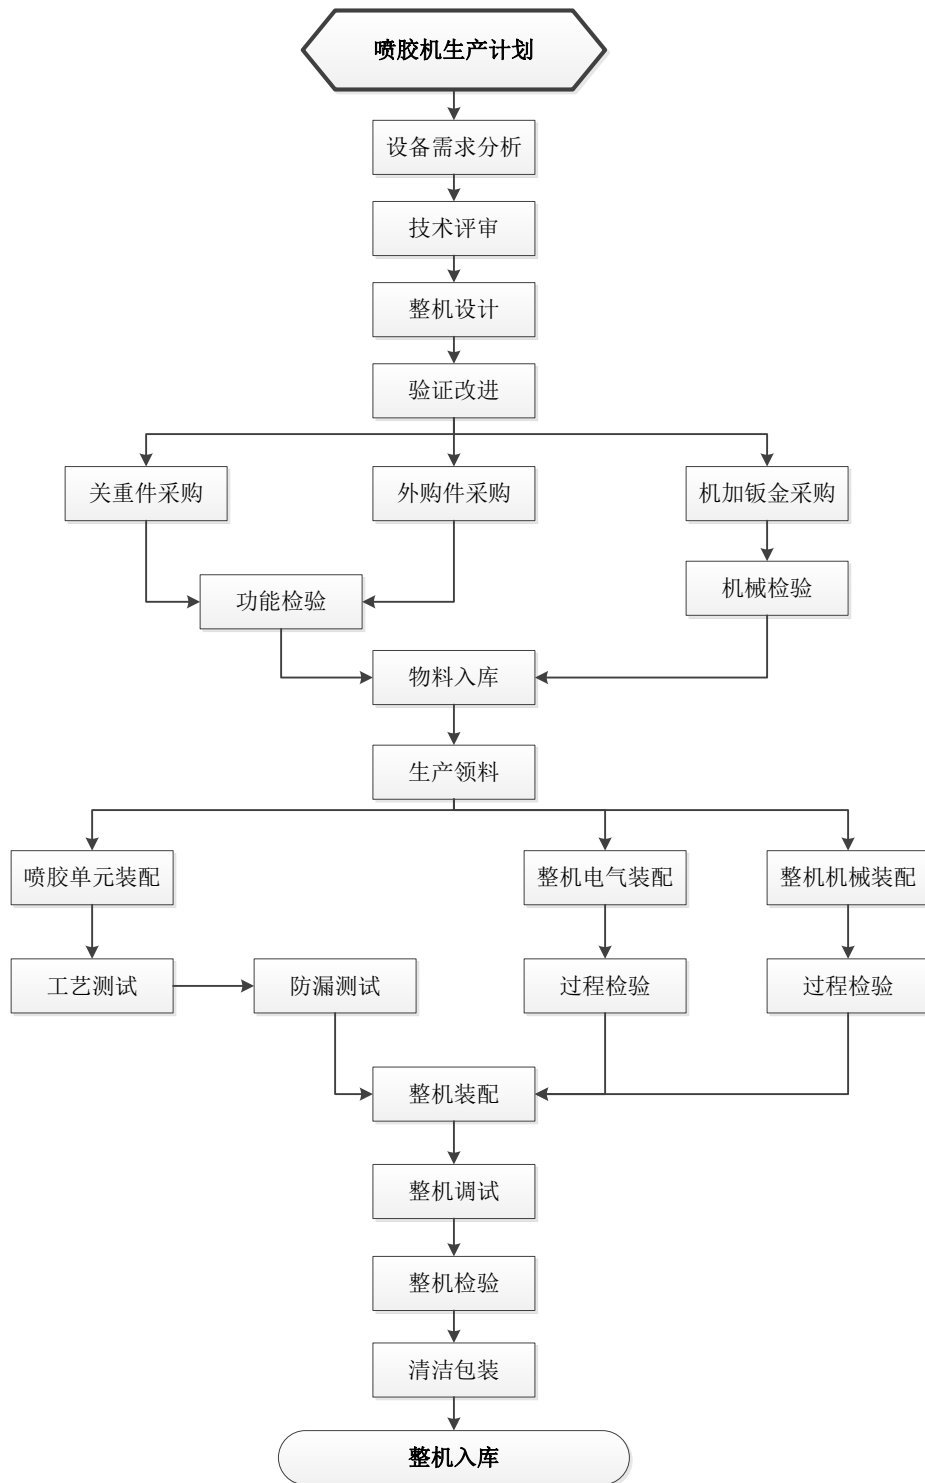 喷胶机生产计划
设备需求分析
技术评审
整机设计
验证改进
关重件采购
外购件采购
机加钣金采购
机械检验
功能检验
物料入库
生产领料
喷胶单元装配
整机电气装配
整机机械装配
工艺测试
防漏测试
过程检验
过程检验
整机装配
整机调试
整机检验
清洁包装
整机入库